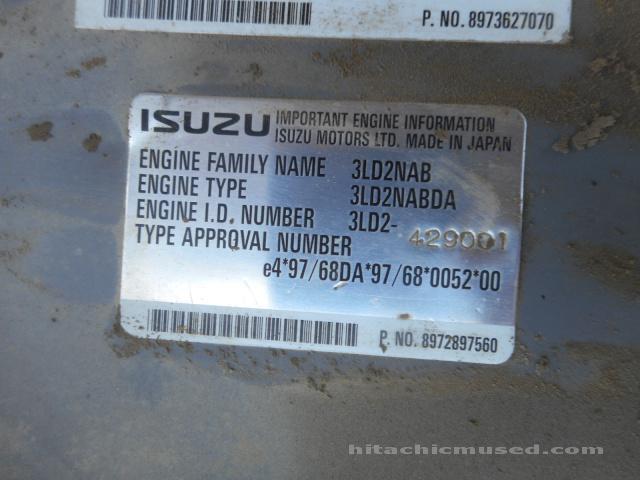 P. NO. 8973627070
ISUZU IMPORTANT ENGINE INFORMATION
ISUZU MOTORS LTD. MADE IN JAPAN
ENGINE FAMILY NAME 3LD2NAB
ENGINE TYPE 3LD2NABDA
ENGINE I.D. NUMBER 3LD2- 429001
TYPE APPROVAL NUMBER
e4*97/68DA*97/68*0052*00
P. NO. 8972897560
hitachicmused.com